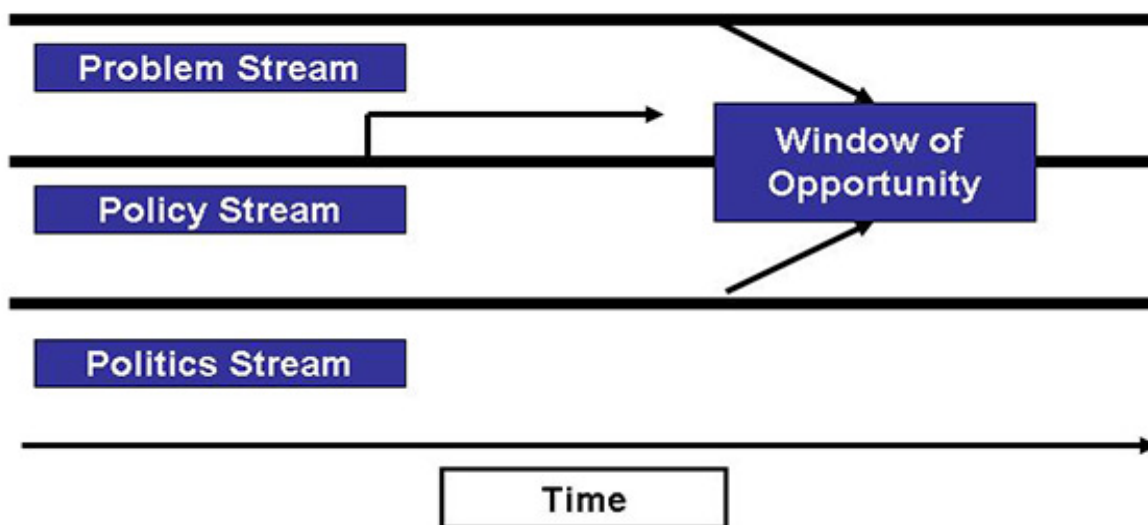 Problem Stream
Window of
Opportunity
Policy Stream
Politics Stream
Time